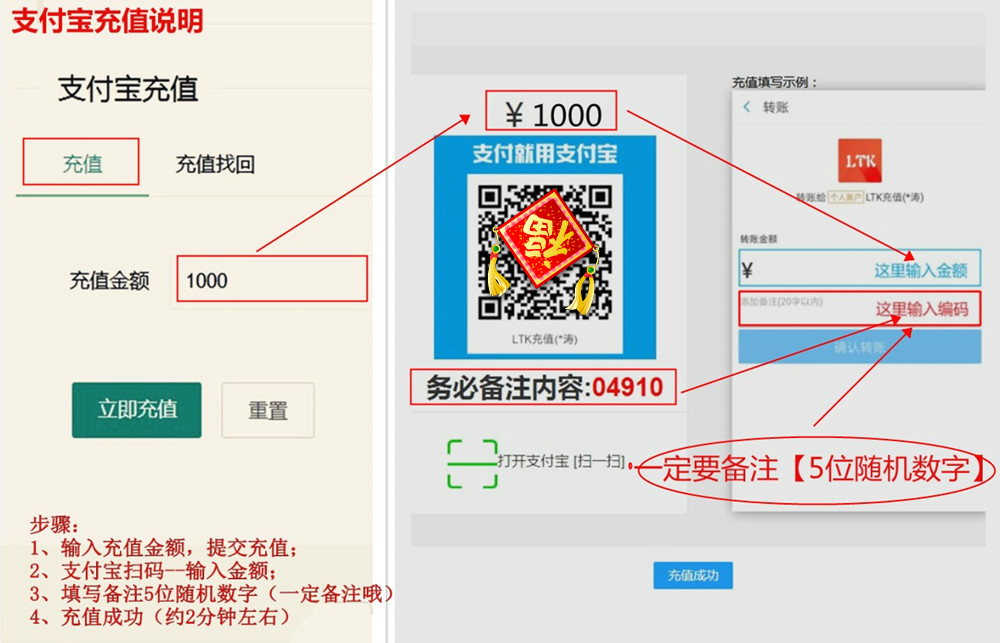 支付宝充值说明
支付宝充值
充值
充值找回
充值金额
1000
立即充值
重置
步骤：
1、输入充值金额，提交充值；
2、支付宝扫码--输入金额；
3、填写备注5位随机数字（一定备注哦）
4、充值成功（约2分钟左右）
¥ 1000
支付就用支付宝
福
LTK充值(*涛)
务必备注内容:04910
打开支付宝 [扫一扫]
充值填写示例：
转账
LTK
转账给 个人账户 LTK充值(*涛)
转账金额
¥
这里输入金额
添加备注(20字以内)
这里输入编码
确认转账
一定要备注【5位随机数字】
充值成功